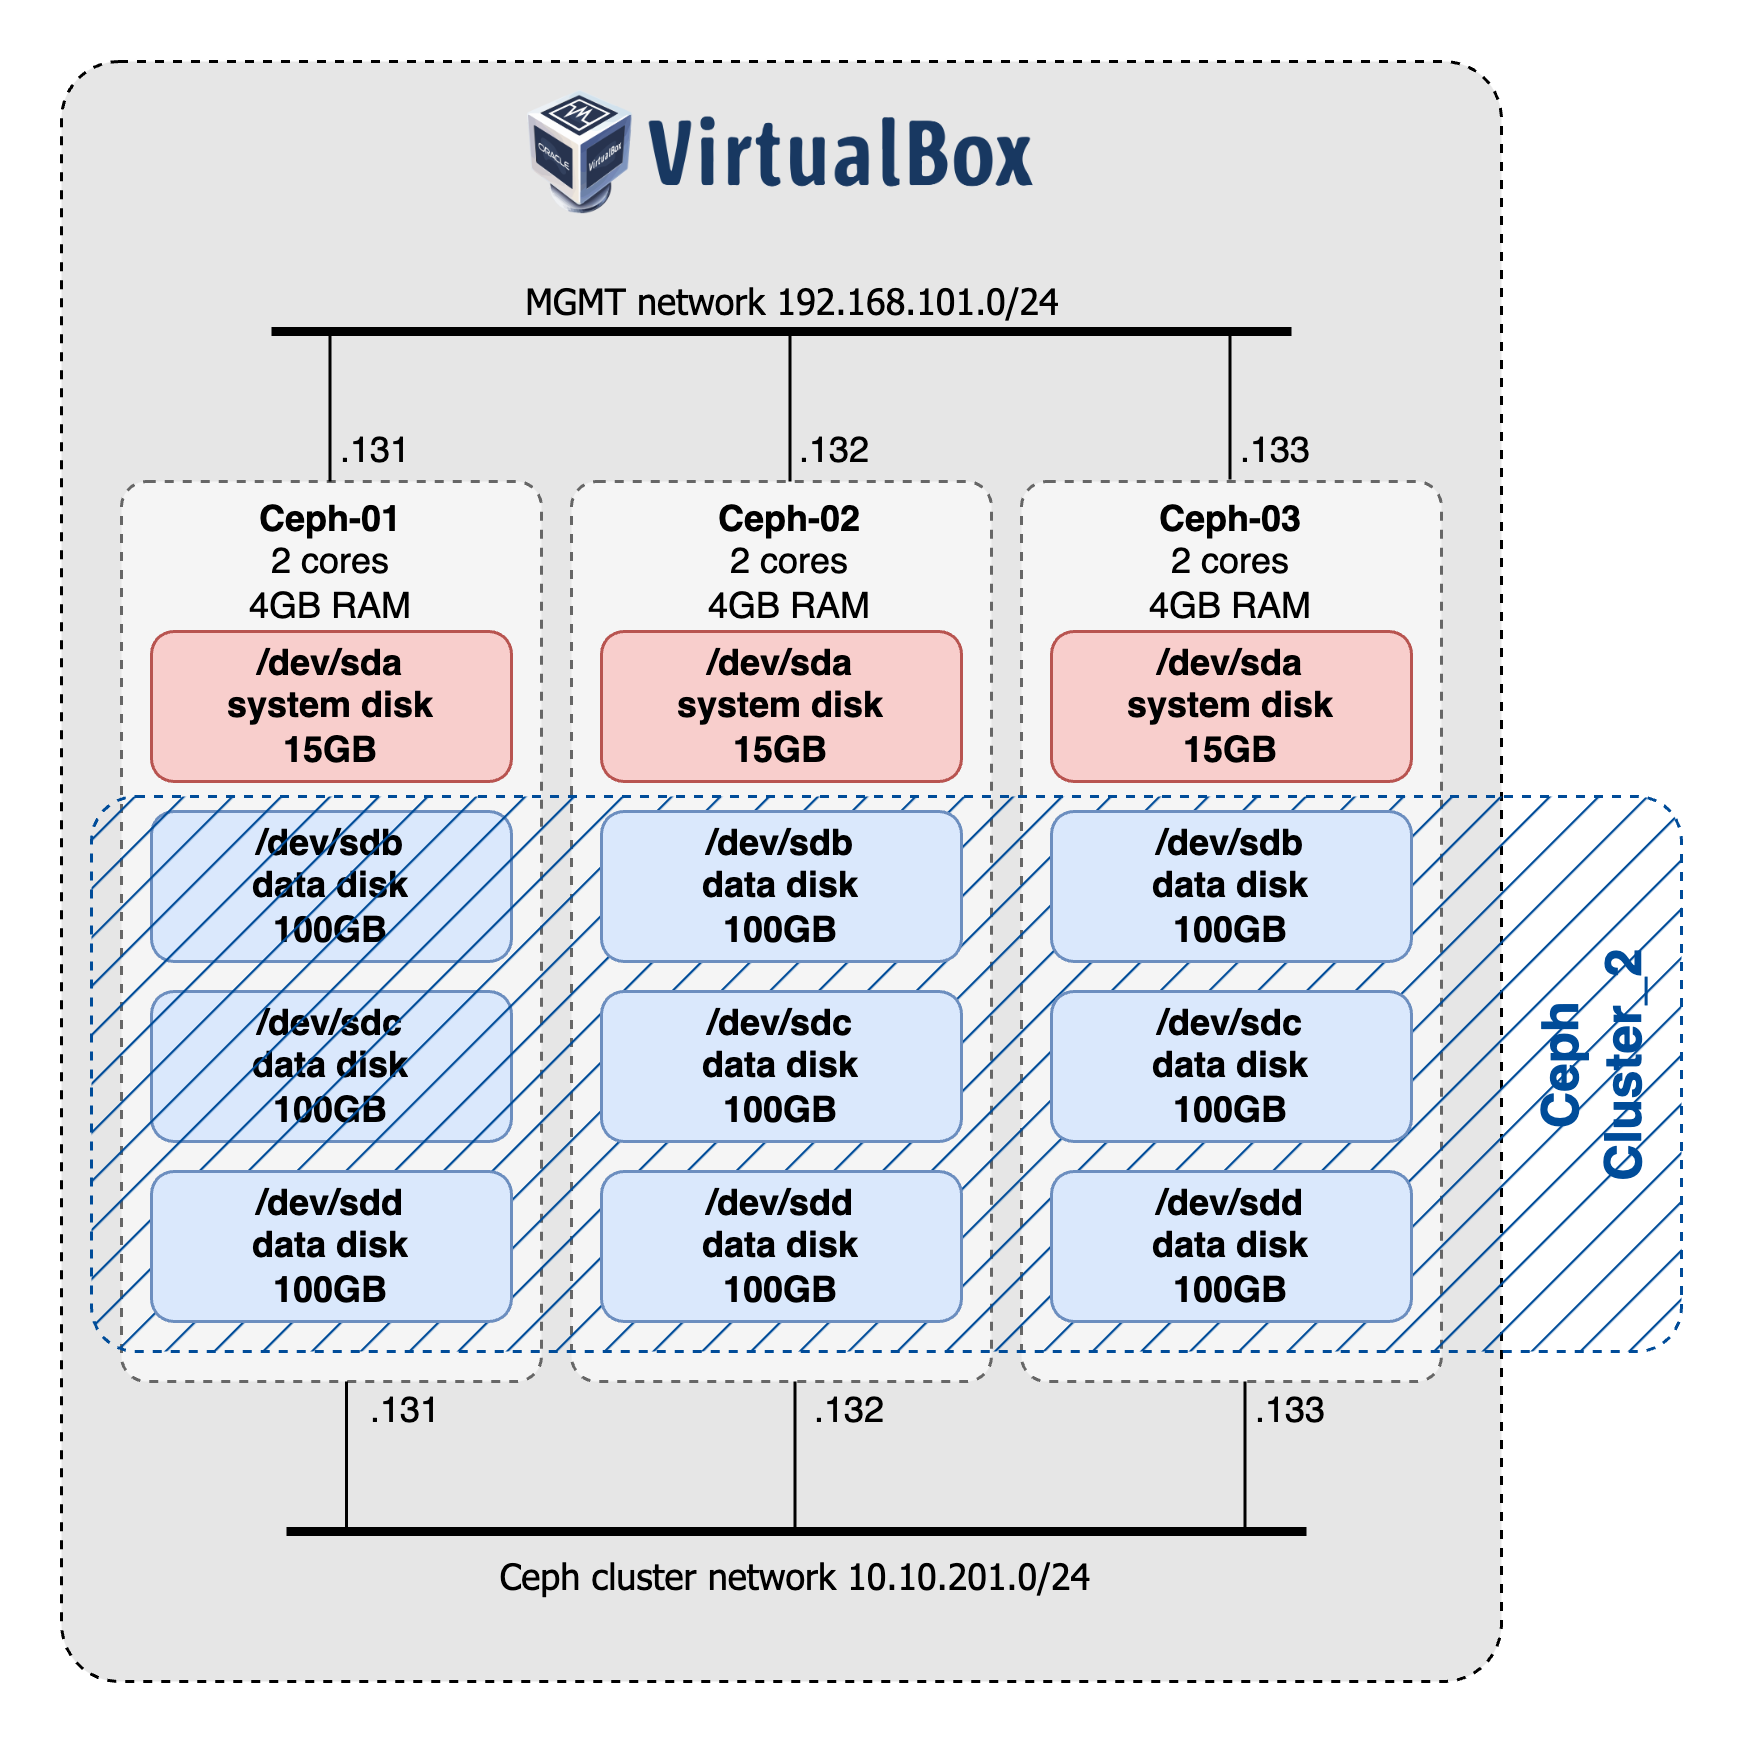 ORACLE
VirtualBox
VirtualBox
MGMT network 192.168.101.0/24
.131
.132
.133
Ceph-01
2 cores
4GB RAM
/dev/sda
system disk
15GB
/dev/sdb
data disk
100GB
/dev/sdc
data disk
100GB
/dev/sdd
data disk
100GB
Ceph-02
2 cores
4GB RAM
/dev/sda
system disk
15GB
/dev/sdb
data disk
100GB
/dev/sdc
data disk
100GB
/dev/sdd
data disk
100GB
Ceph-03
2 cores
4GB RAM
/dev/sda
system disk
15GB
/dev/sdb
data disk
100GB
/dev/sdc
data disk
100GB
/dev/sdd
data disk
100GB
Ceph
Cluster_2
.131
.132
.133
Ceph cluster network 10.10.201.0/24